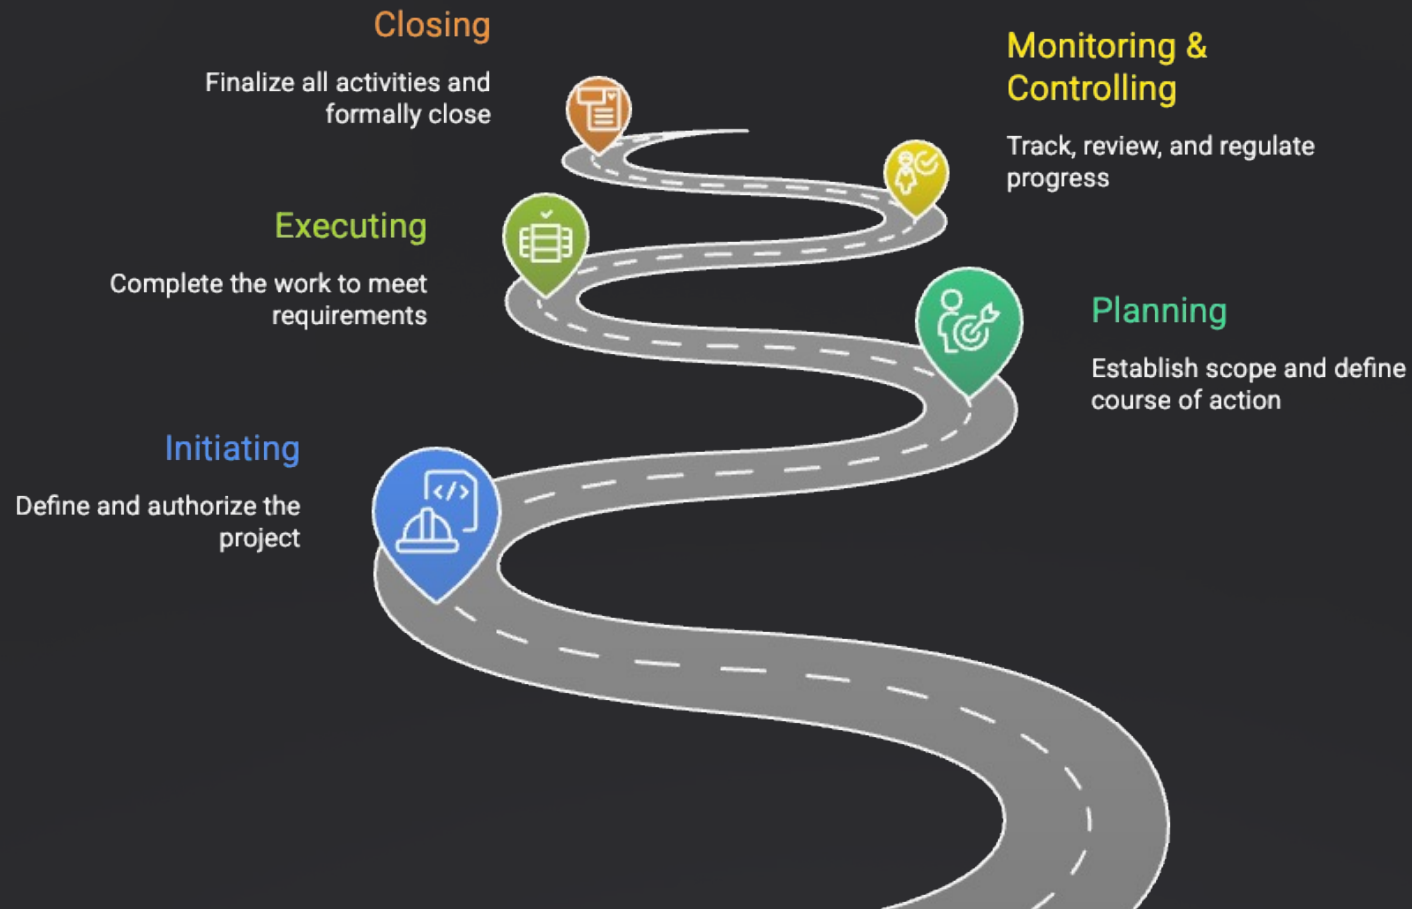 Closing
Finalize all activities and
formally close
Monitoring &
Controlling
Track, review, and regulate
progress
Executing
Complete the work to meet
requirements
Planning
Establish scope and define
course of action
Initiating
Define and authorize the
project
</>